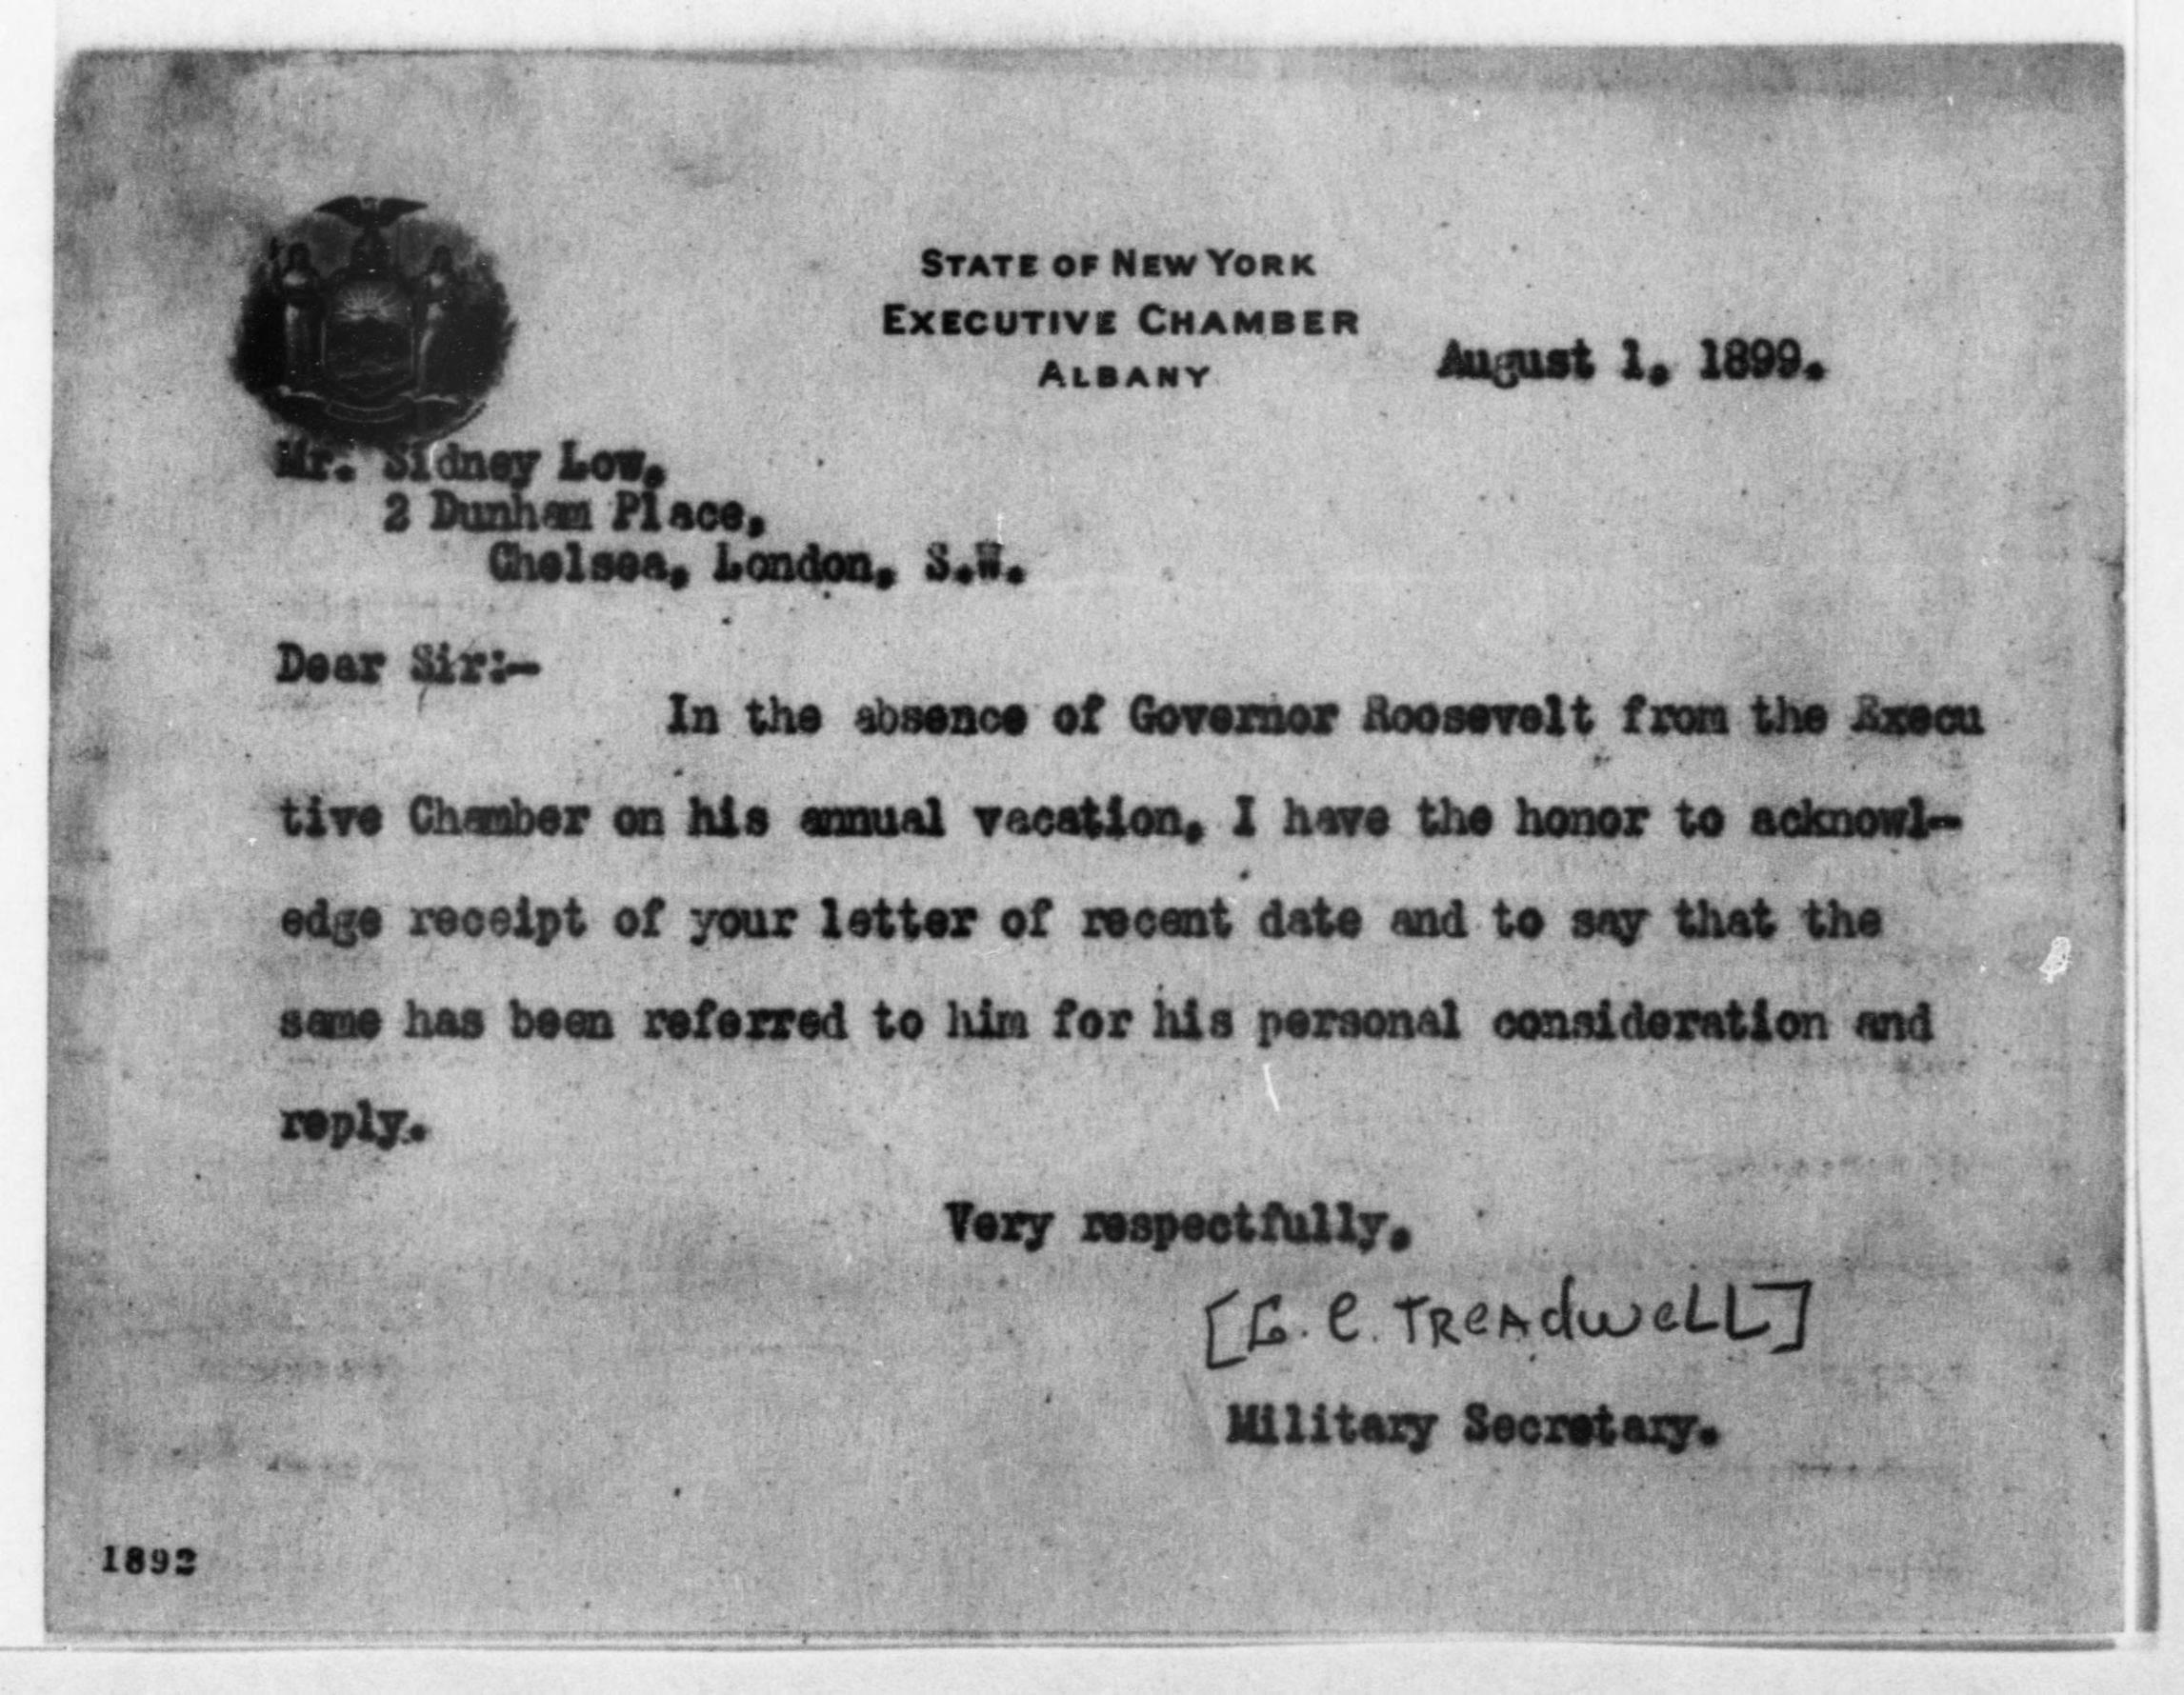 STATE OF NEW YORK
EXECUTIVE CHAMBER
ALBANY
August 1, 1899.
Mr. Sidney Low,
2 Dunham Place,
Chelsea, London, S.W.
Dear Sir:-
In the absence of Governor Roosevelt from the Execu
tive Chamber on his annual vacation, I have the honor to acknowl-
edge receipt of your letter of recent date and to say that the
same has been referred to him for his personal consideration and
reply.
Very respectfully,
[G. C. TREADWELL]
Military Secretary.
1892